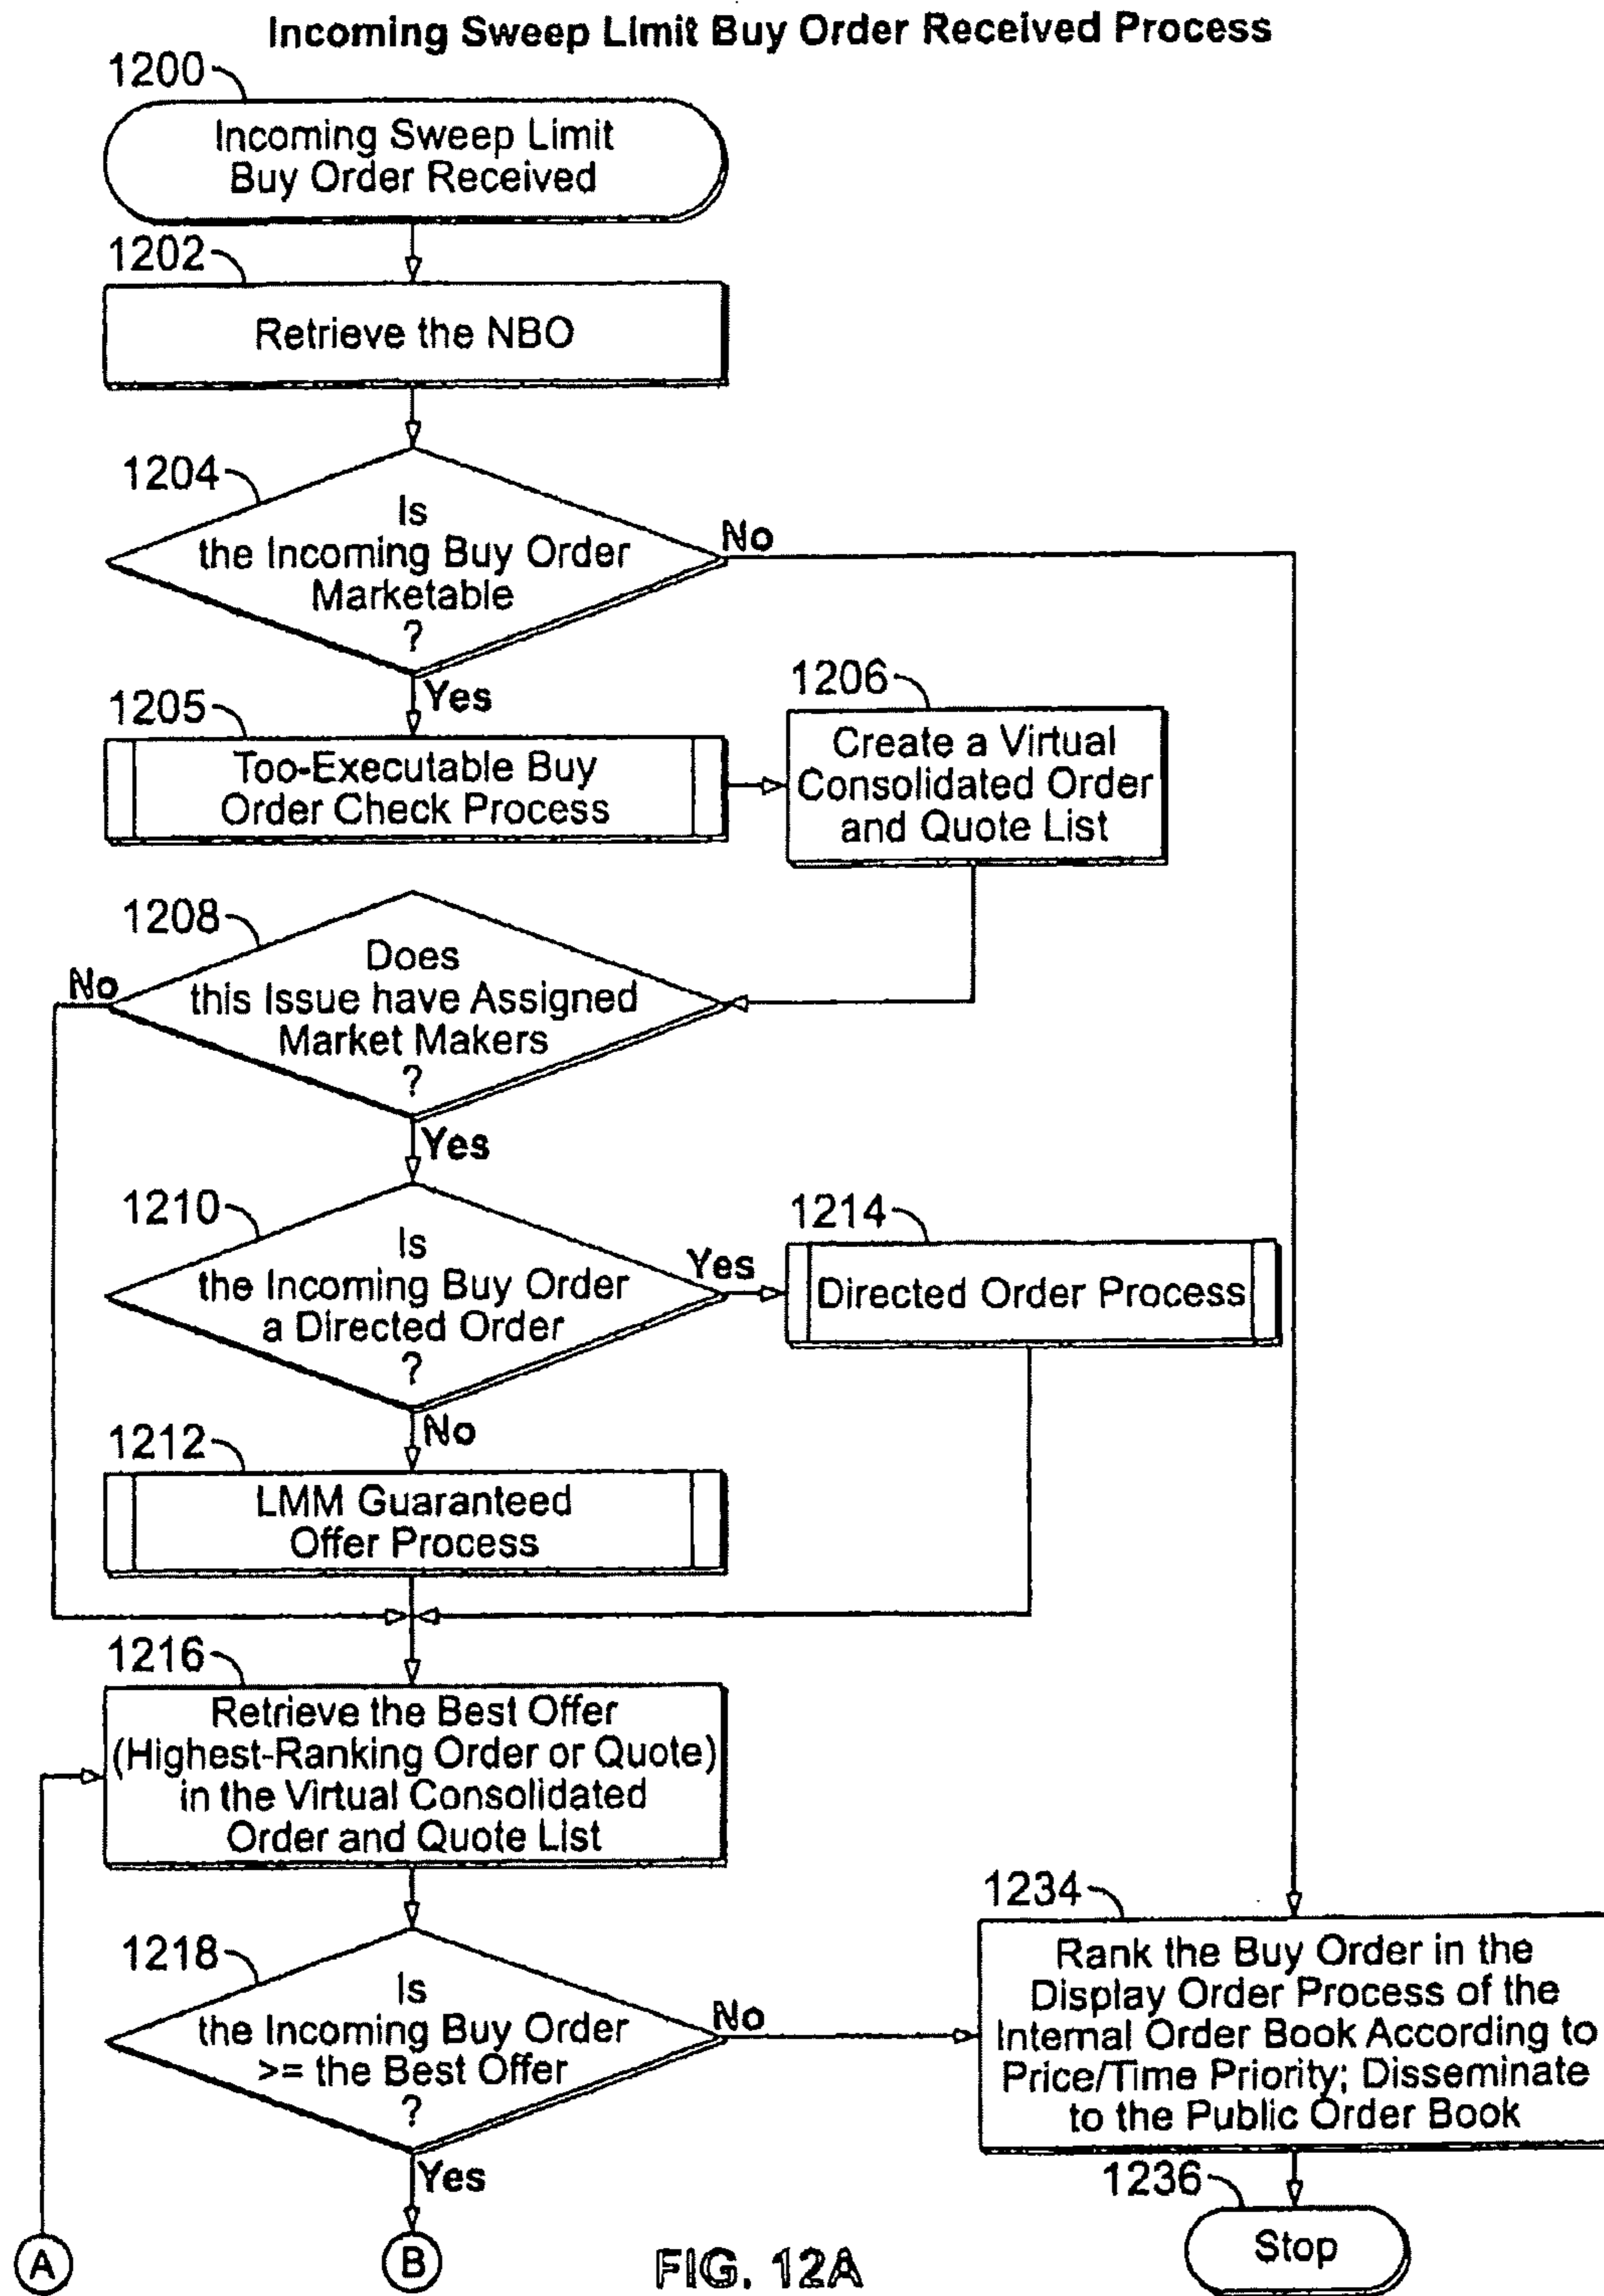 Incoming Sweep Limit Buy Order Received Process
1200
Incoming Sweep Limit
Buy Order Received
1202
Retrieve the NBO
1204
Is
the Incoming Buy Order
Marketable
?
No
Yes
1205
Too-Executable Buy
Order Check Process
1206
Create a Virtual
Consolidated Order
and Quote List
1208
Does
this Issue have Assigned
Market Makers
?
No
Yes
1210
Is
the Incoming Buy Order
a Directed Order
?
Yes
1214
Directed Order Process
No
1212
LMM Guaranteed
Offer Process
1216
Retrieve the Best Offer
(Highest-Ranking Order or Quote)
in the Virtual Consolidated
Order and Quote List
1218
Is
the Incoming Buy Order
>= the Best Offer
?
No
Yes
1234
Rank the Buy Order in the
Display Order Process of the
Internal Order Book According to
Price/Time Priority; Disseminate
to the Public Order Book
1236
Stop
A
B
FIG. 12A